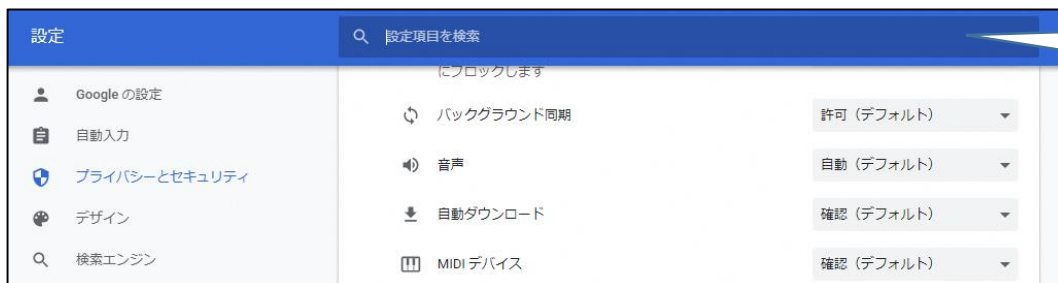 設定
設定項目を検索
Google の設定
自動入力
プライバシーとセキュリティ
デザイン
検索エンジン
にブロックします
バックグラウンド同期 許可（デフォルト）
音声 自動（デフォルト）
自動ダウンロード 確認（デフォルト）
MIDI デバイス 確認（デフォルト）